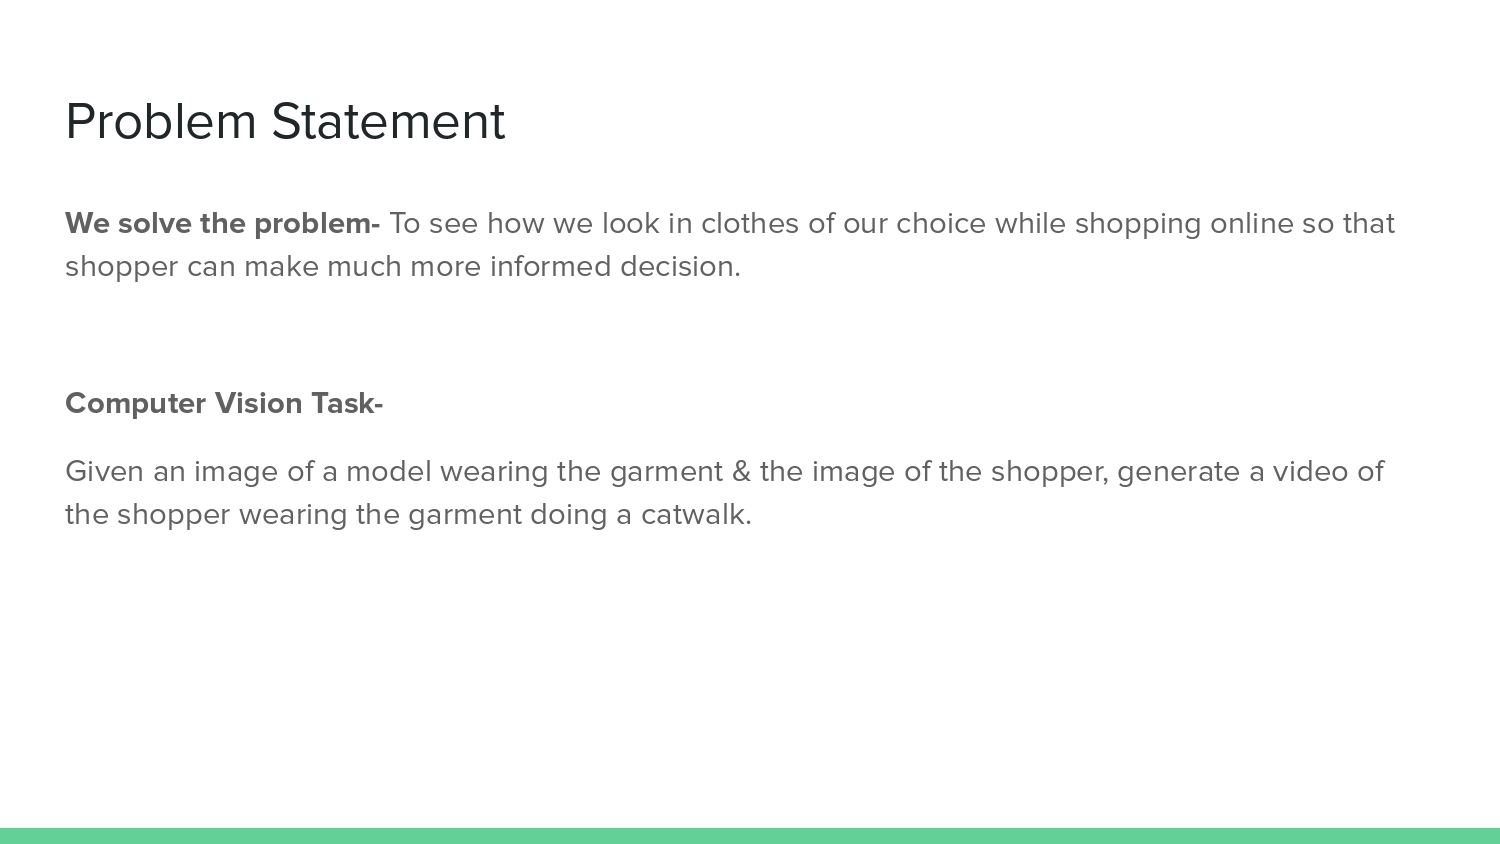 Problem Statement
We solve the problem- To see how we look in clothes of our choice while shopping online so that
shopper can make much more informed decision.
Computer Vision Task-
Given an image of a model wearing the garment & the image of the shopper, generate a video of
the shopper wearing the garment doing a catwalk.